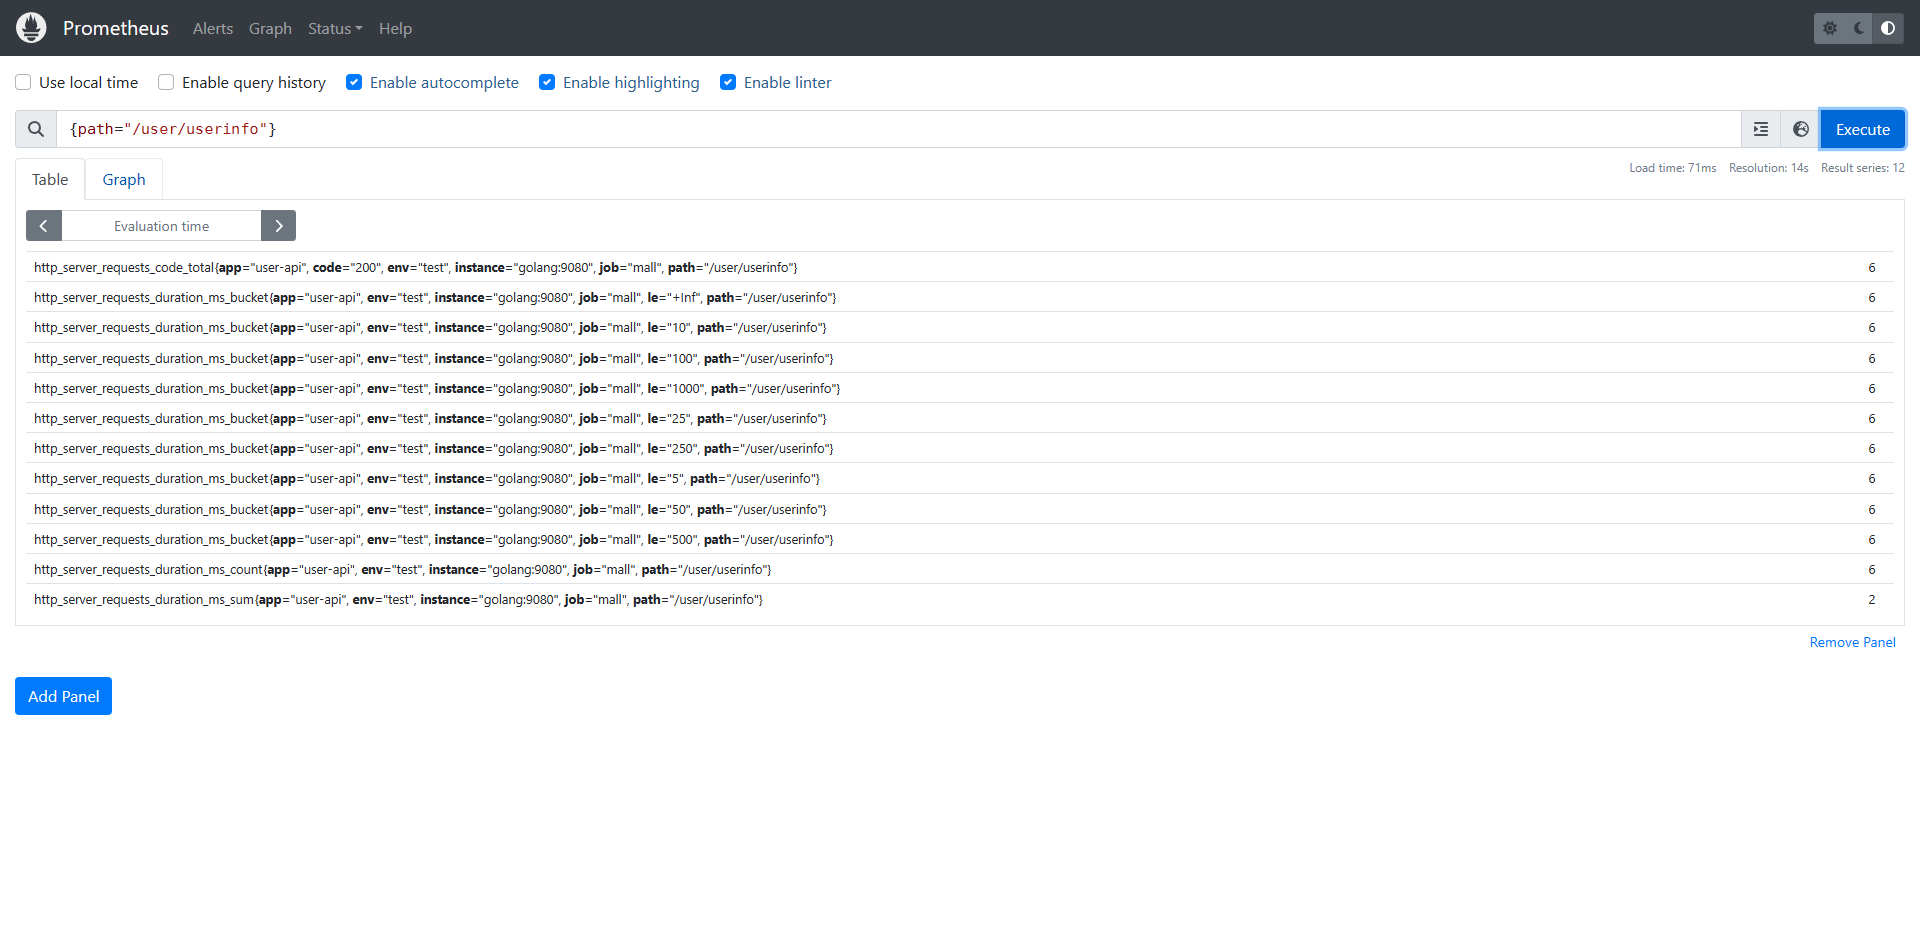 Prometheus Alerts Graph Status Help
Use local time Enable query history Enable autocomplete Enable highlighting Enable linter
{path="/user/userinfo"} Execute
Table Graph Load time: 71ms Resolution: 14s Result series: 12
Evaluation time
http_server_requests_code_total{app="user-api", code="200", env="test", instance="golang:9080", job="mall", path="/user/userinfo"} 6
http_server_requests_duration_ms_bucket{app="user-api", env="test", instance="golang:9080", job="mall", le="+Inf", path="/user/userinfo"} 6
http_server_requests_duration_ms_bucket{app="user-api", env="test", instance="golang:9080", job="mall", le="10", path="/user/userinfo"} 6
http_server_requests_duration_ms_bucket{app="user-api", env="test", instance="golang:9080", job="mall", le="100", path="/user/userinfo"} 6
http_server_requests_duration_ms_bucket{app="user-api", env="test", instance="golang:9080", job="mall", le="1000", path="/user/userinfo"} 6
http_server_requests_duration_ms_bucket{app="user-api", env="test", instance="golang:9080", job="mall", le="25", path="/user/userinfo"} 6
http_server_requests_duration_ms_bucket{app="user-api", env="test", instance="golang:9080", job="mall", le="250", path="/user/userinfo"} 6
http_server_requests_duration_ms_bucket{app="user-api", env="test", instance="golang:9080", job="mall", le="5", path="/user/userinfo"} 6
http_server_requests_duration_ms_bucket{app="user-api", env="test", instance="golang:9080", job="mall", le="50", path="/user/userinfo"} 6
http_server_requests_duration_ms_bucket{app="user-api", env="test", instance="golang:9080", job="mall", le="500", path="/user/userinfo"} 6
http_server_requests_duration_ms_count{app="user-api", env="test", instance="golang:9080", job="mall", path="/user/userinfo"} 6
http_server_requests_duration_ms_sum{app="user-api", env="test", instance="golang:9080", job="mall", path="/user/userinfo"} 2
Remove Panel
Add Panel